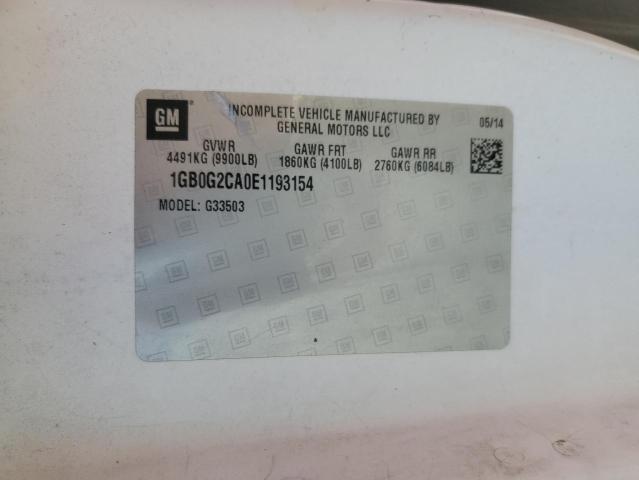 GM
INCOMPLETE VEHICLE MANUFACTURED BY
GENERAL MOTORS LLC
05/14
GVWR GAWR FRT GAWR RR
4491KG (9900LB) 1860KG (4100LB) 2760KG (6084LB)
1GB0G2CA0E1193154
MODEL: G33503